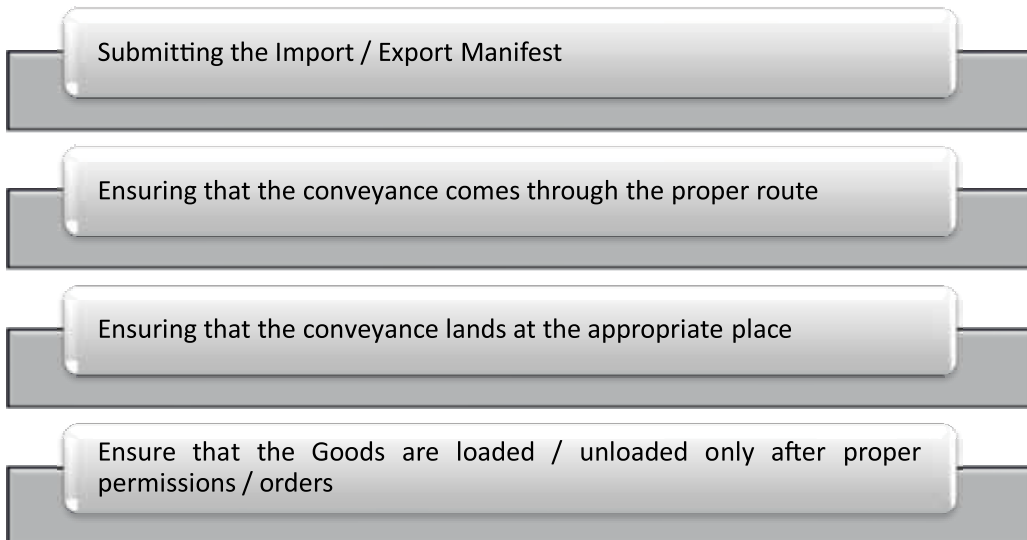 Submitting the Import / Export Manifest
Ensuring that the conveyance comes through the proper route
Ensuring that the conveyance lands at the appropriate place
Ensure that the Goods are loaded / unloaded only after proper
permissions / orders